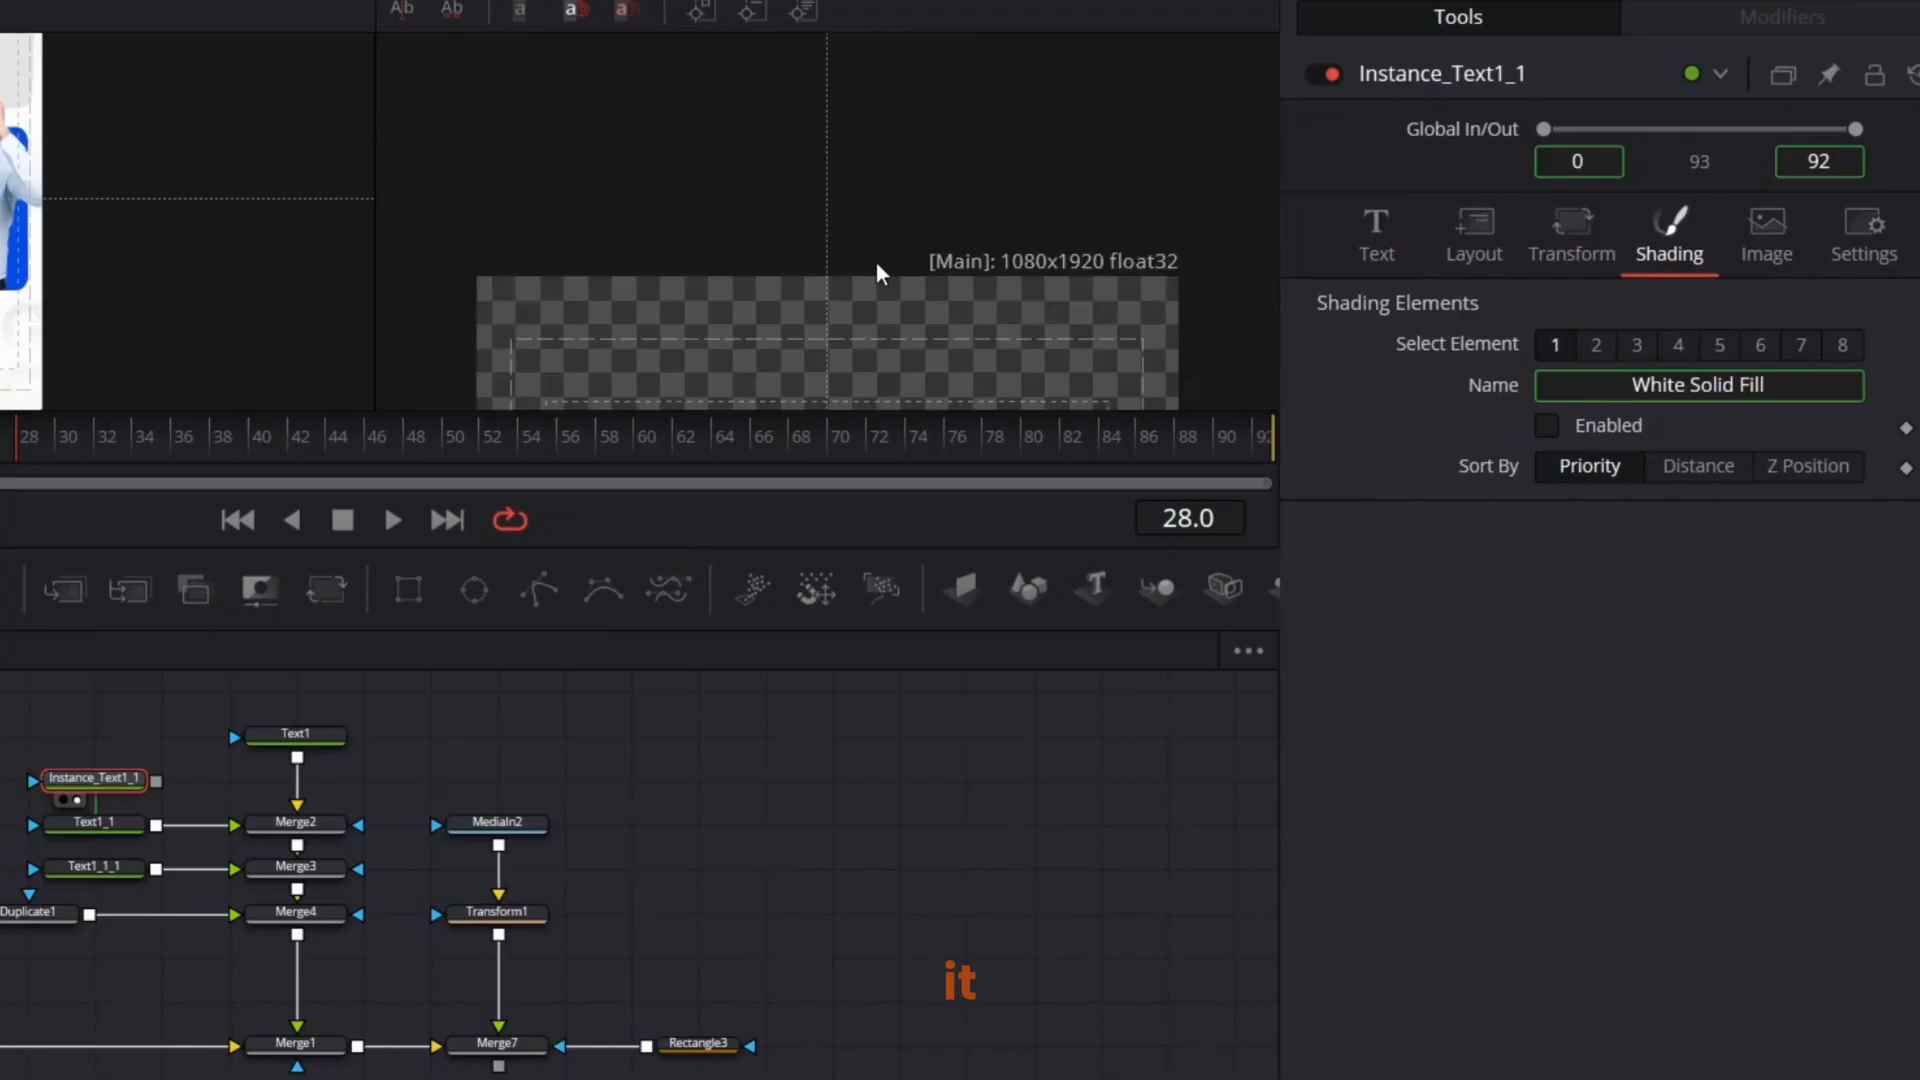 Tools
Modifiers
Instance_Text1_1
Global In/Out
0
93
92
Text
Layout
Transform
Shading
Image
Settings
[Main]: 1080x1920 float32
Shading Elements
Select Element
1
2
3
4
5
6
7
8
Name
White Solid Fill
Enabled
Sort By
Priority
Distance
Z Position
28
30
32
34
36
38
40
42
44
46
48
50
52
54
56
58
60
62
64
66
68
70
72
74
76
78
80
82
84
86
88
90
92
28.0
Text1
Instance_Text1_1
Text1_1
Merge2
MediaIn2
Text1_1_1
Merge3
Duplicate1
Merge4
Transform1
it
Merge1
Merge7
Rectangle3